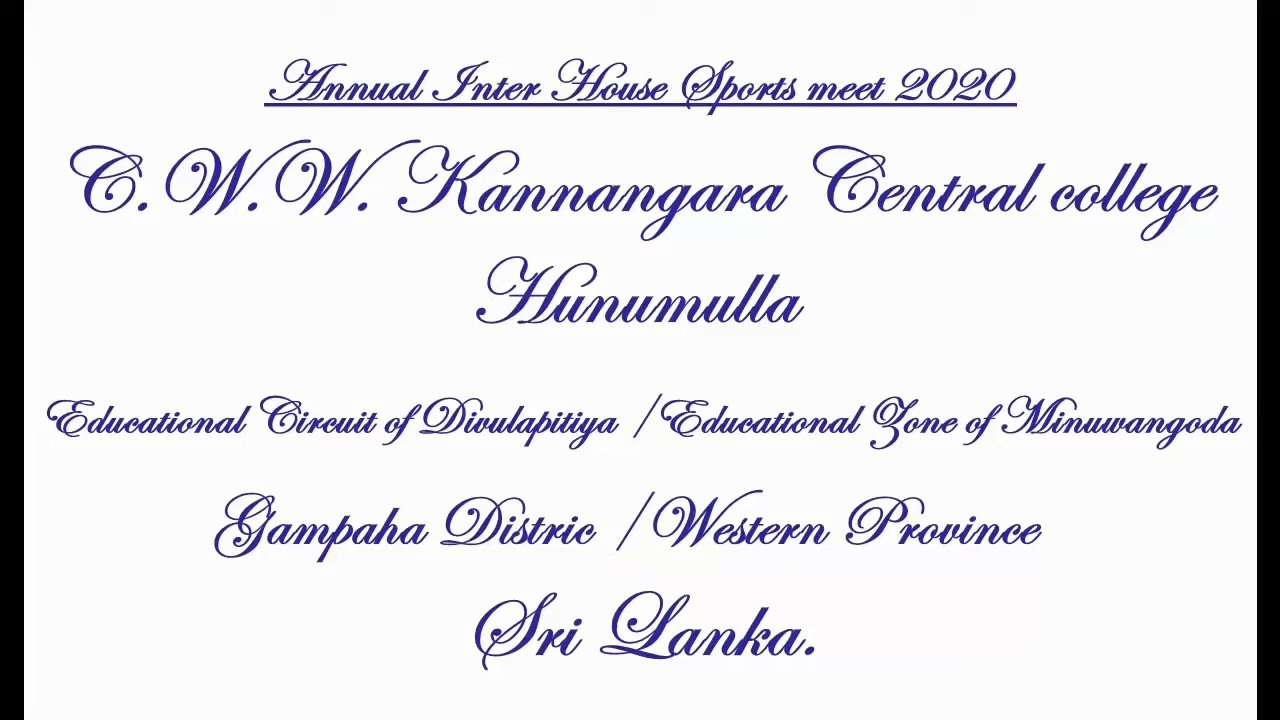 Annual Inter House Sports meet 2020
C.W.W. Kannangara Central college
Hunumulla
Educational Circuit of Divulapitiya /Educational Zone of Minuwangoda
Gampaha Distric /Western Province
Sri Lanka.